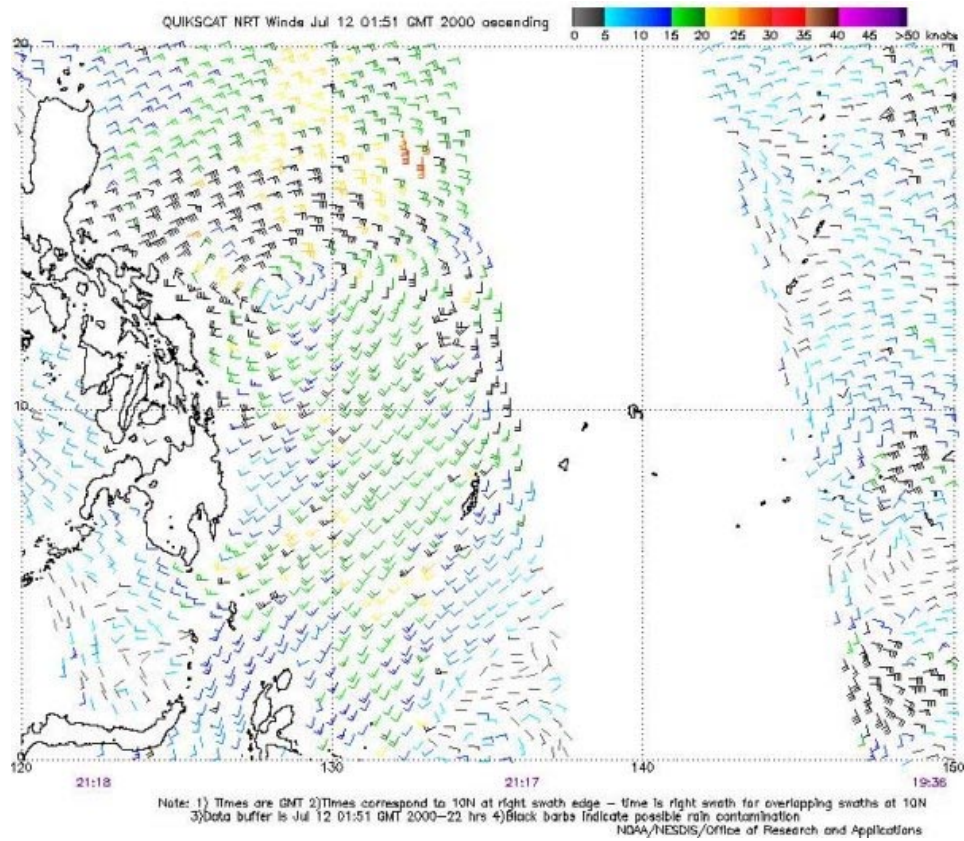 QUIKSCAT NRT Winds Jul 12 01:51 GMT 2000 ascending
0 5 10 15 20 25 30 35 40 45 >50 knots
20
10
0
120 130 140 150
21:18 21:17 19:36
Note: 1) Times are GMT 2)Times correspond to 10N at right swath edge - time is right swath for overlapping swaths at 10N
3)Data buffer is Jul 12 01:51 GMT 2000-22 hrs 4)Black barbs indicate possible rain contamination
NOAA/NESDIS/Office of Research and Applications